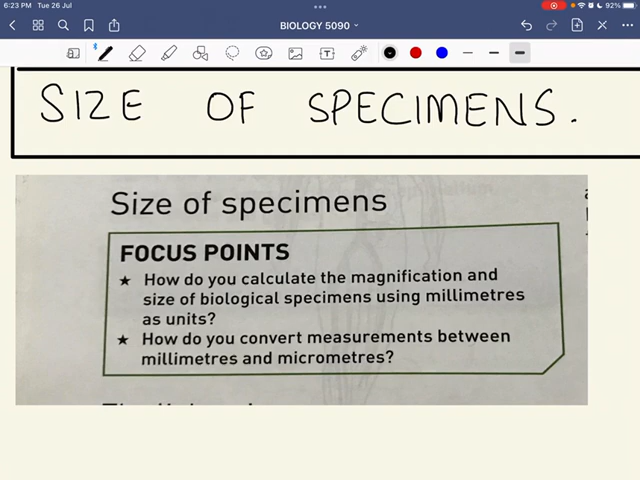 6:23 PM Tue 26 Jul
92%
BIOLOGY 5090
SIZE OF SPECIMENS.
Size of specimens
FOCUS POINTS
★ How do you calculate the magnification and
size of biological specimens using millimetres
as units?
★ How do you convert measurements between
millimetres and micrometres?